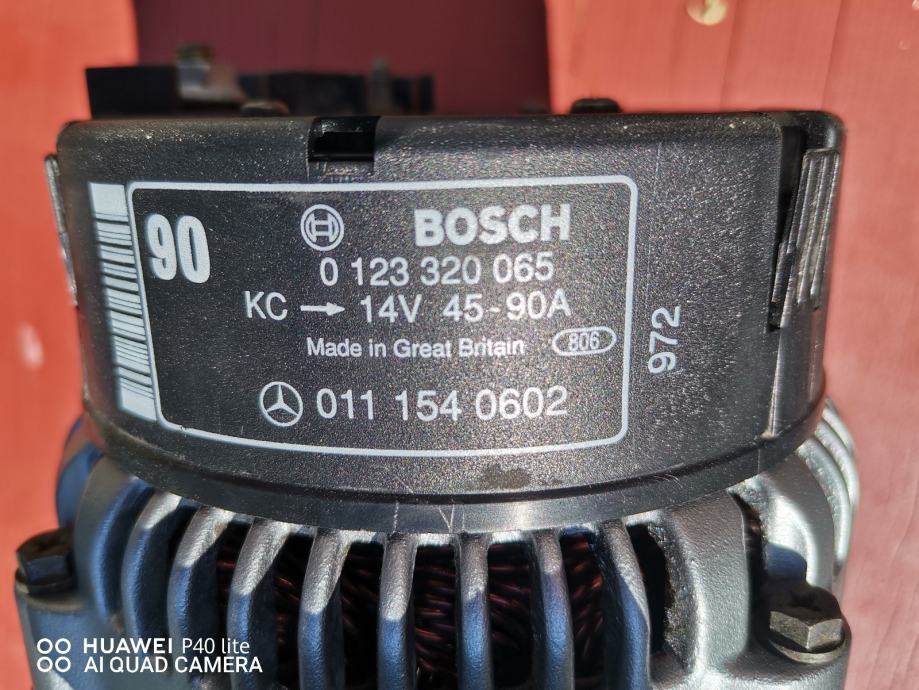 90
BOSCH
0 123 320 065
KC → 14V 45-90A
Made in Great Britain 806
011 154 0602
972
HUAWEI P40 lite
AI QUAD CAMERA